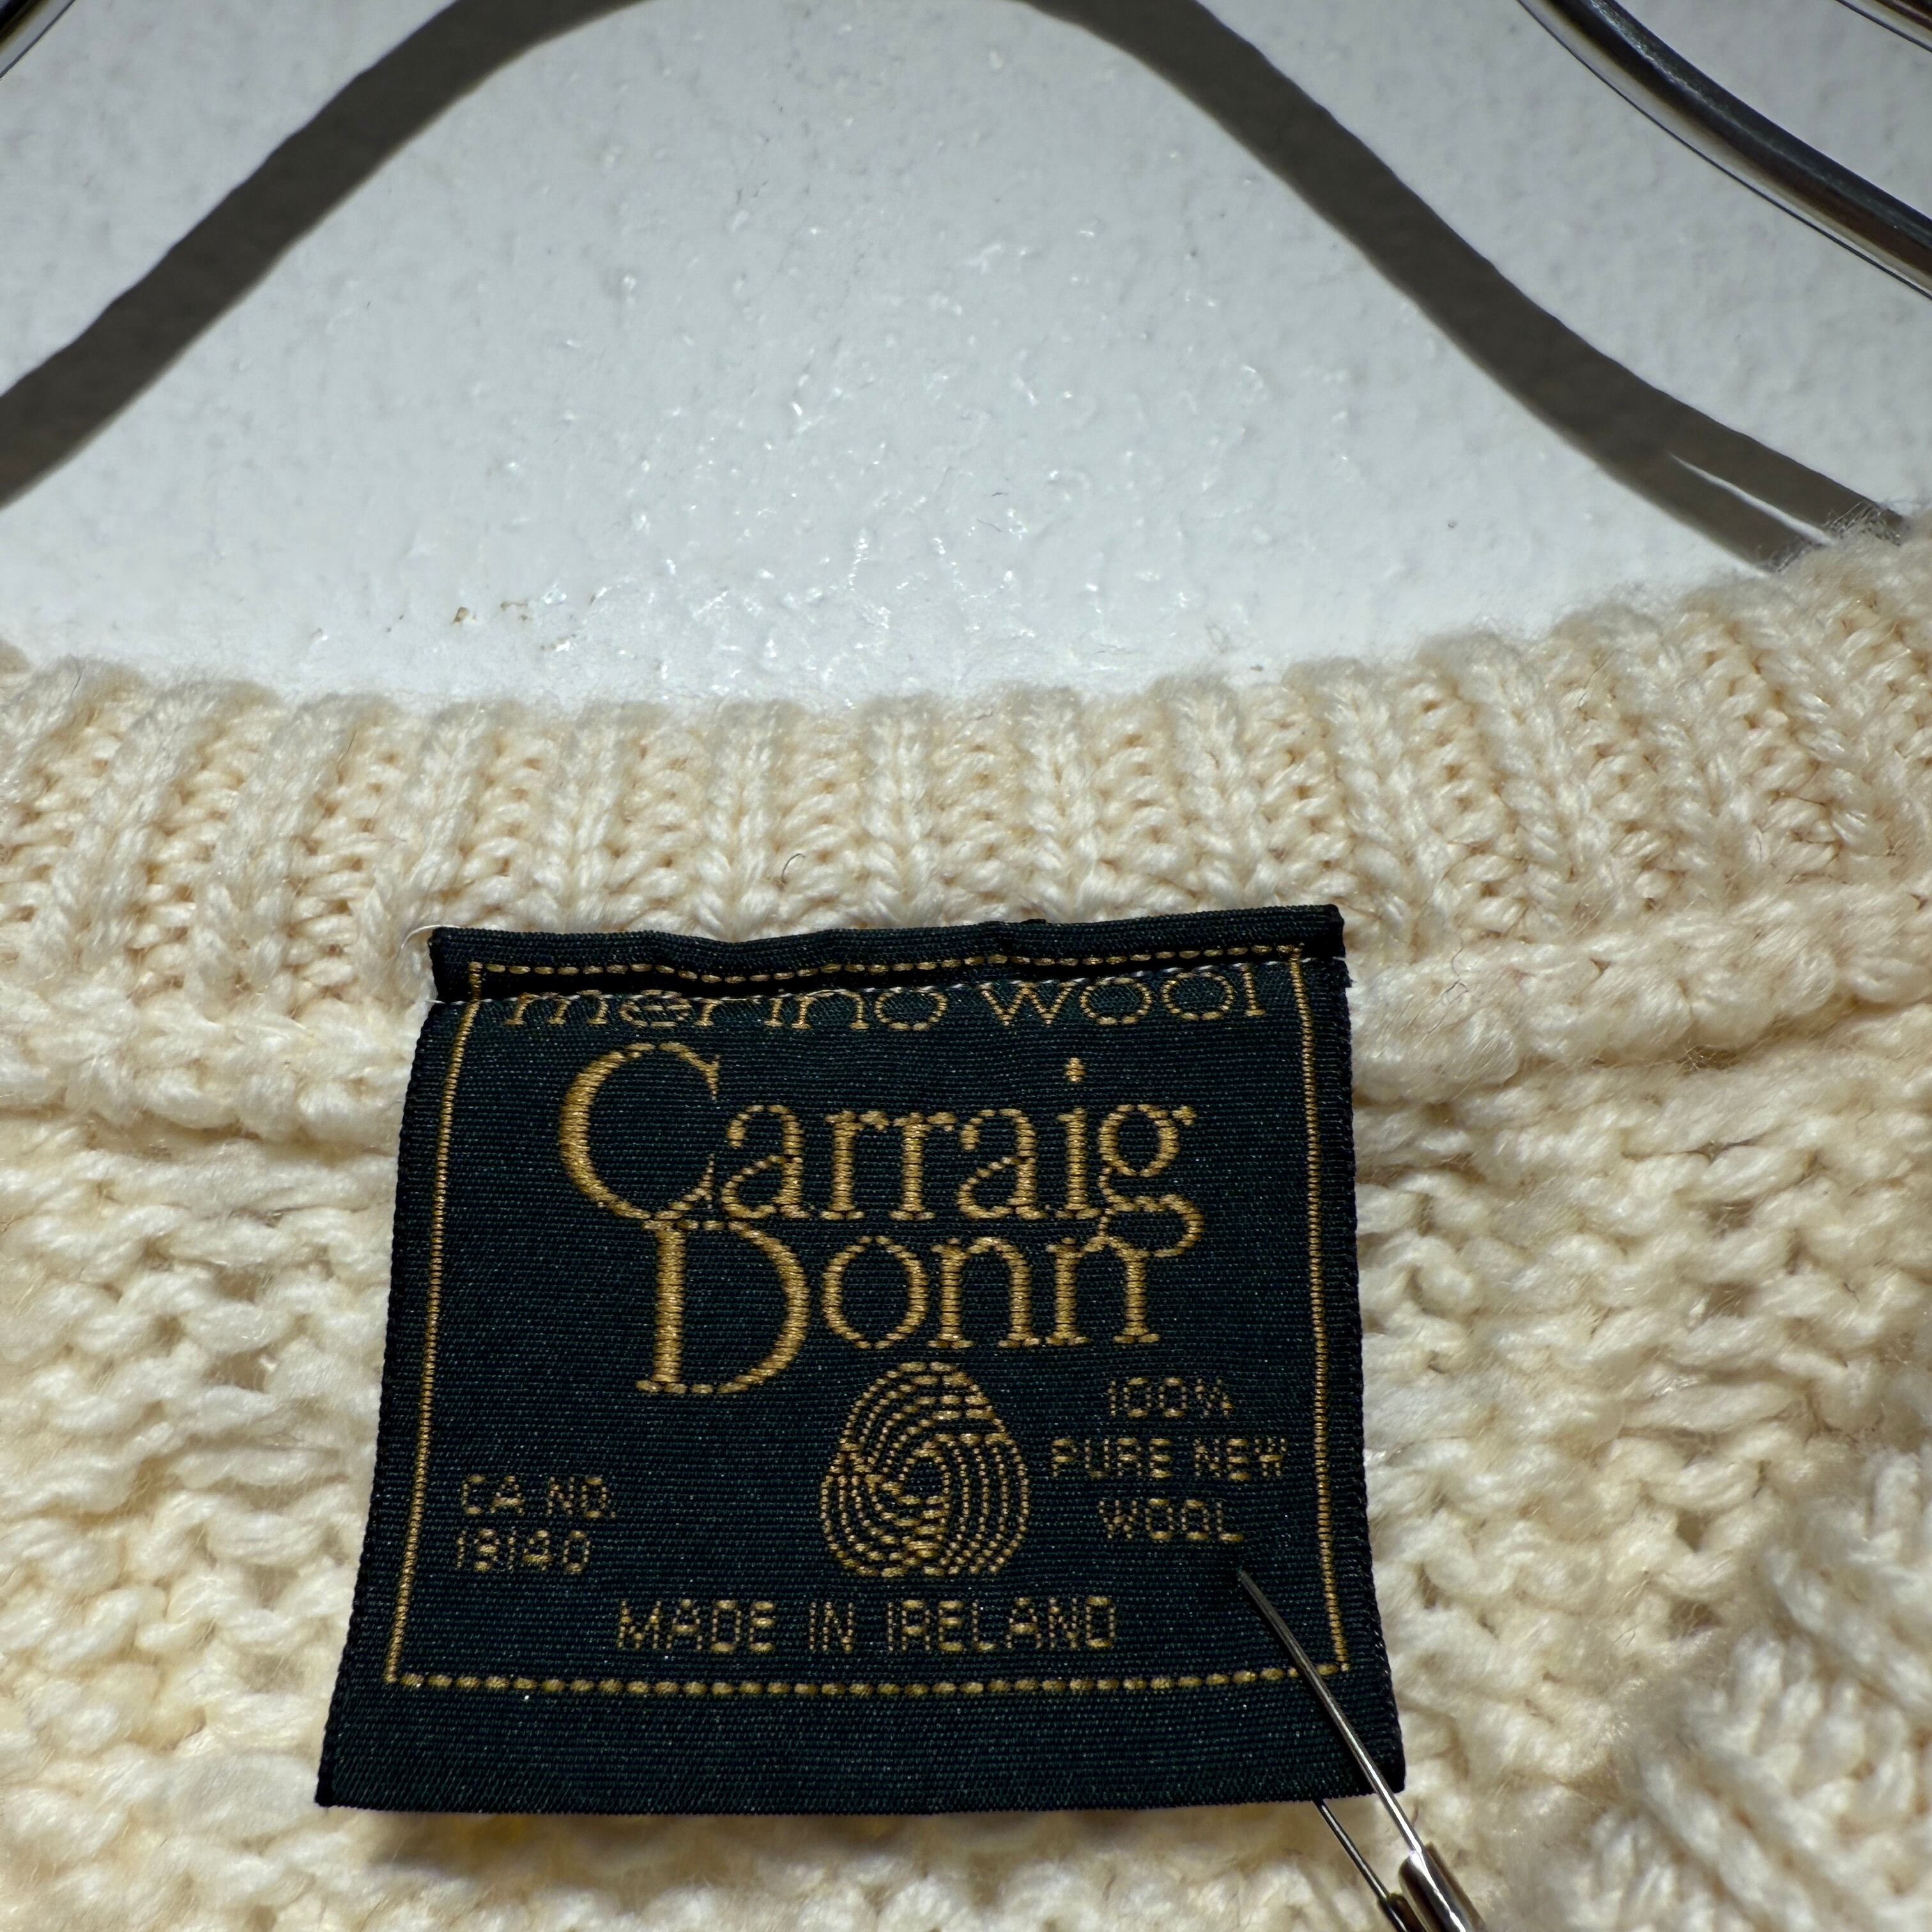 merino wool
Carraig
Donn
100%
PURE NEW
WOOL
CA NO.
19140
MADE IN IRELAND